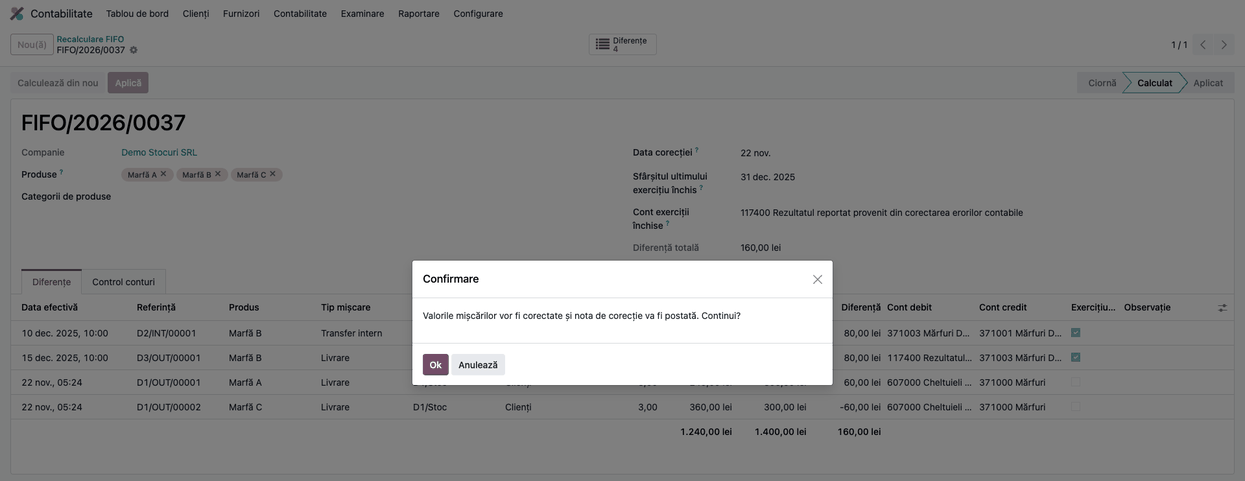 Contabilitate Tablou de bord Clienți Furnizori Contabilitate Examinare Raportare Configurare
Nou(ă) Recalculare FIFO
FIFO/2026/0037
Diferențe
4
1 / 1
Calculează din nou Aplică Ciornă Calculat Aplicat
FIFO/2026/0037
Companie Demo Stocuri SRL Data corecției ? 22 nov.
Produse ? Marfă A Marfă B Marfă C Sfârșitul ultimului exercițiu închis ? 31 dec. 2025
Categorii de produse
Cont exerciții închise ? 117400 Rezultatul reportat provenit din corectarea erorilor contabile
Diferență totală 160,00 lei
Confirmare
Valorile mișcărilor vor fi corectate și nota de corecție va fi postată. Continui?
Ok Anulează
Diferențe Control conturi
Data efectivă Referință Produs Tip mișcare Diferență Cont debit Cont credit Exercițiu... Observație
10 dec. 2025, 10:00 D2/INT/00001 Marfă B Transfer intern 80,00 lei 371003 Mărfuri D... 371001 Mărfuri D...
15 dec. 2025, 10:00 D3/OUT/00001 Marfă B Livrare 80,00 lei 117400 Rezultatul... 371003 Mărfuri D...
22 nov., 05:24 D1/OUT/00001 Marfă A Livrare 60,00 lei 607000 Cheltuieli ... 371000 Mărfuri
22 nov., 05:24 D1/OUT/00002 Marfă C Livrare D1/Stoc Clienți 3,00 360,00 lei 300,00 lei -60,00 lei 607000 Cheltuieli ... 371000 Mărfuri
1.240,00 lei 1.400,00 lei 160,00 lei